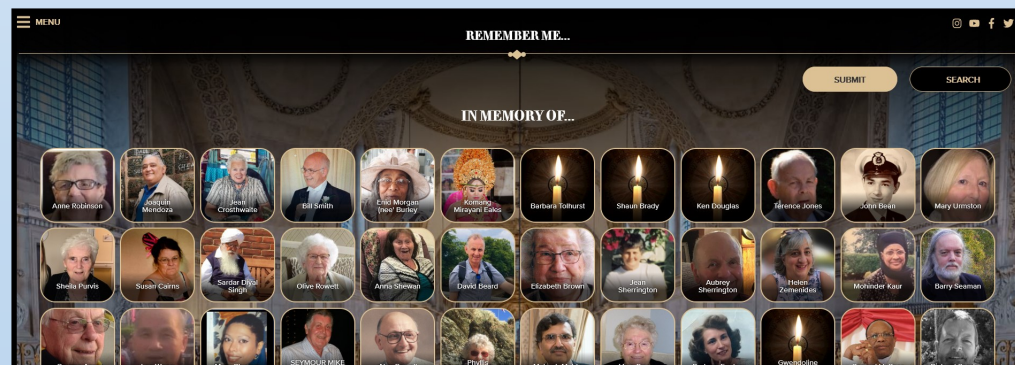 MENU
REMEMBER ME...
SUBMIT
SEARCH
IN MEMORY OF...
Anne Robinson
Joaquin
Mendoza
Jean
Crosthwaite
Bill Smith
Enid Morgan
(nee' Burley
Komang
Mirayani Eales
Barbara Tolhurst
Shaun Brady
Ken Douglas
Terence Jones
John Bean
Mary Urmston
Sheila Purvis
Susan Cairns
Sardar Diyal
Singh
Olive Rowett
Anna Shewan
David Beard
Elizabeth Brown
Jean
Sherrington
Aubrey
Sherrington
Helen
Zemenides
Mohinder Kaur
Barry Seaman
SEYMOUR MIKE
Phyllis
Gwendoline